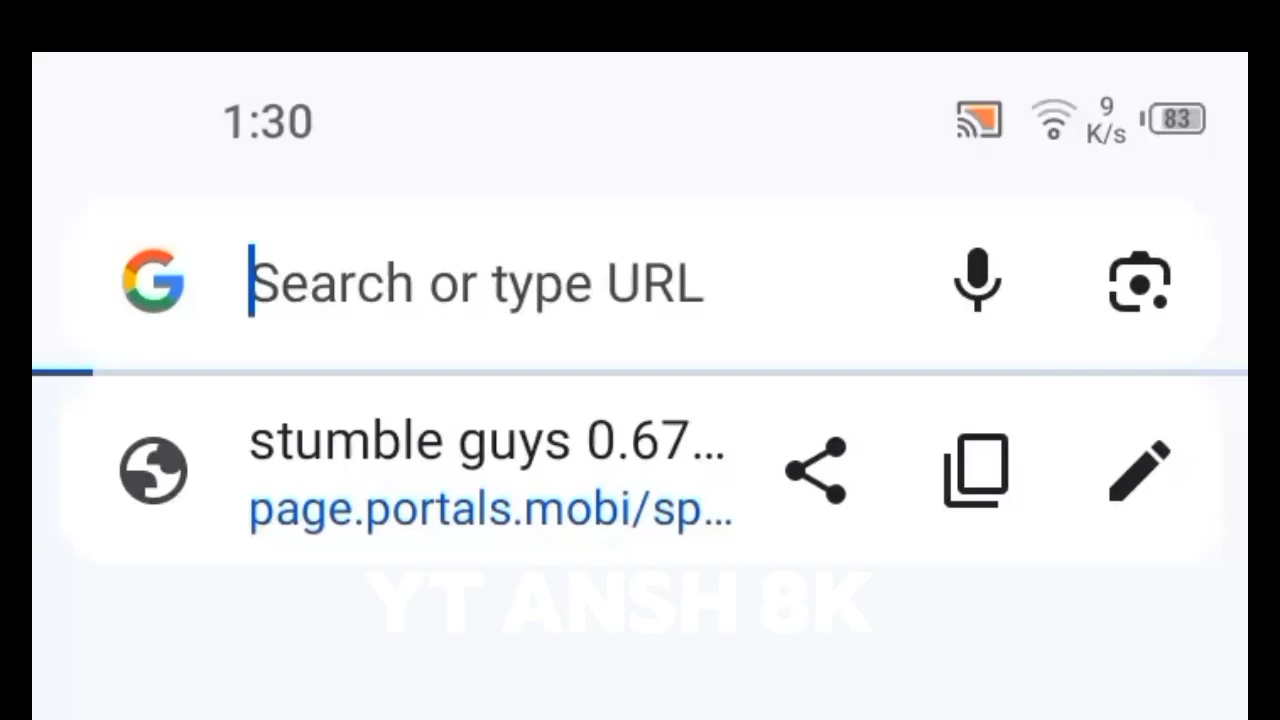 1:30
9
K/s
83
Search or type URL
stumble guys 0.67...
page.portals.mobi/sp...
YT ANSH 8K